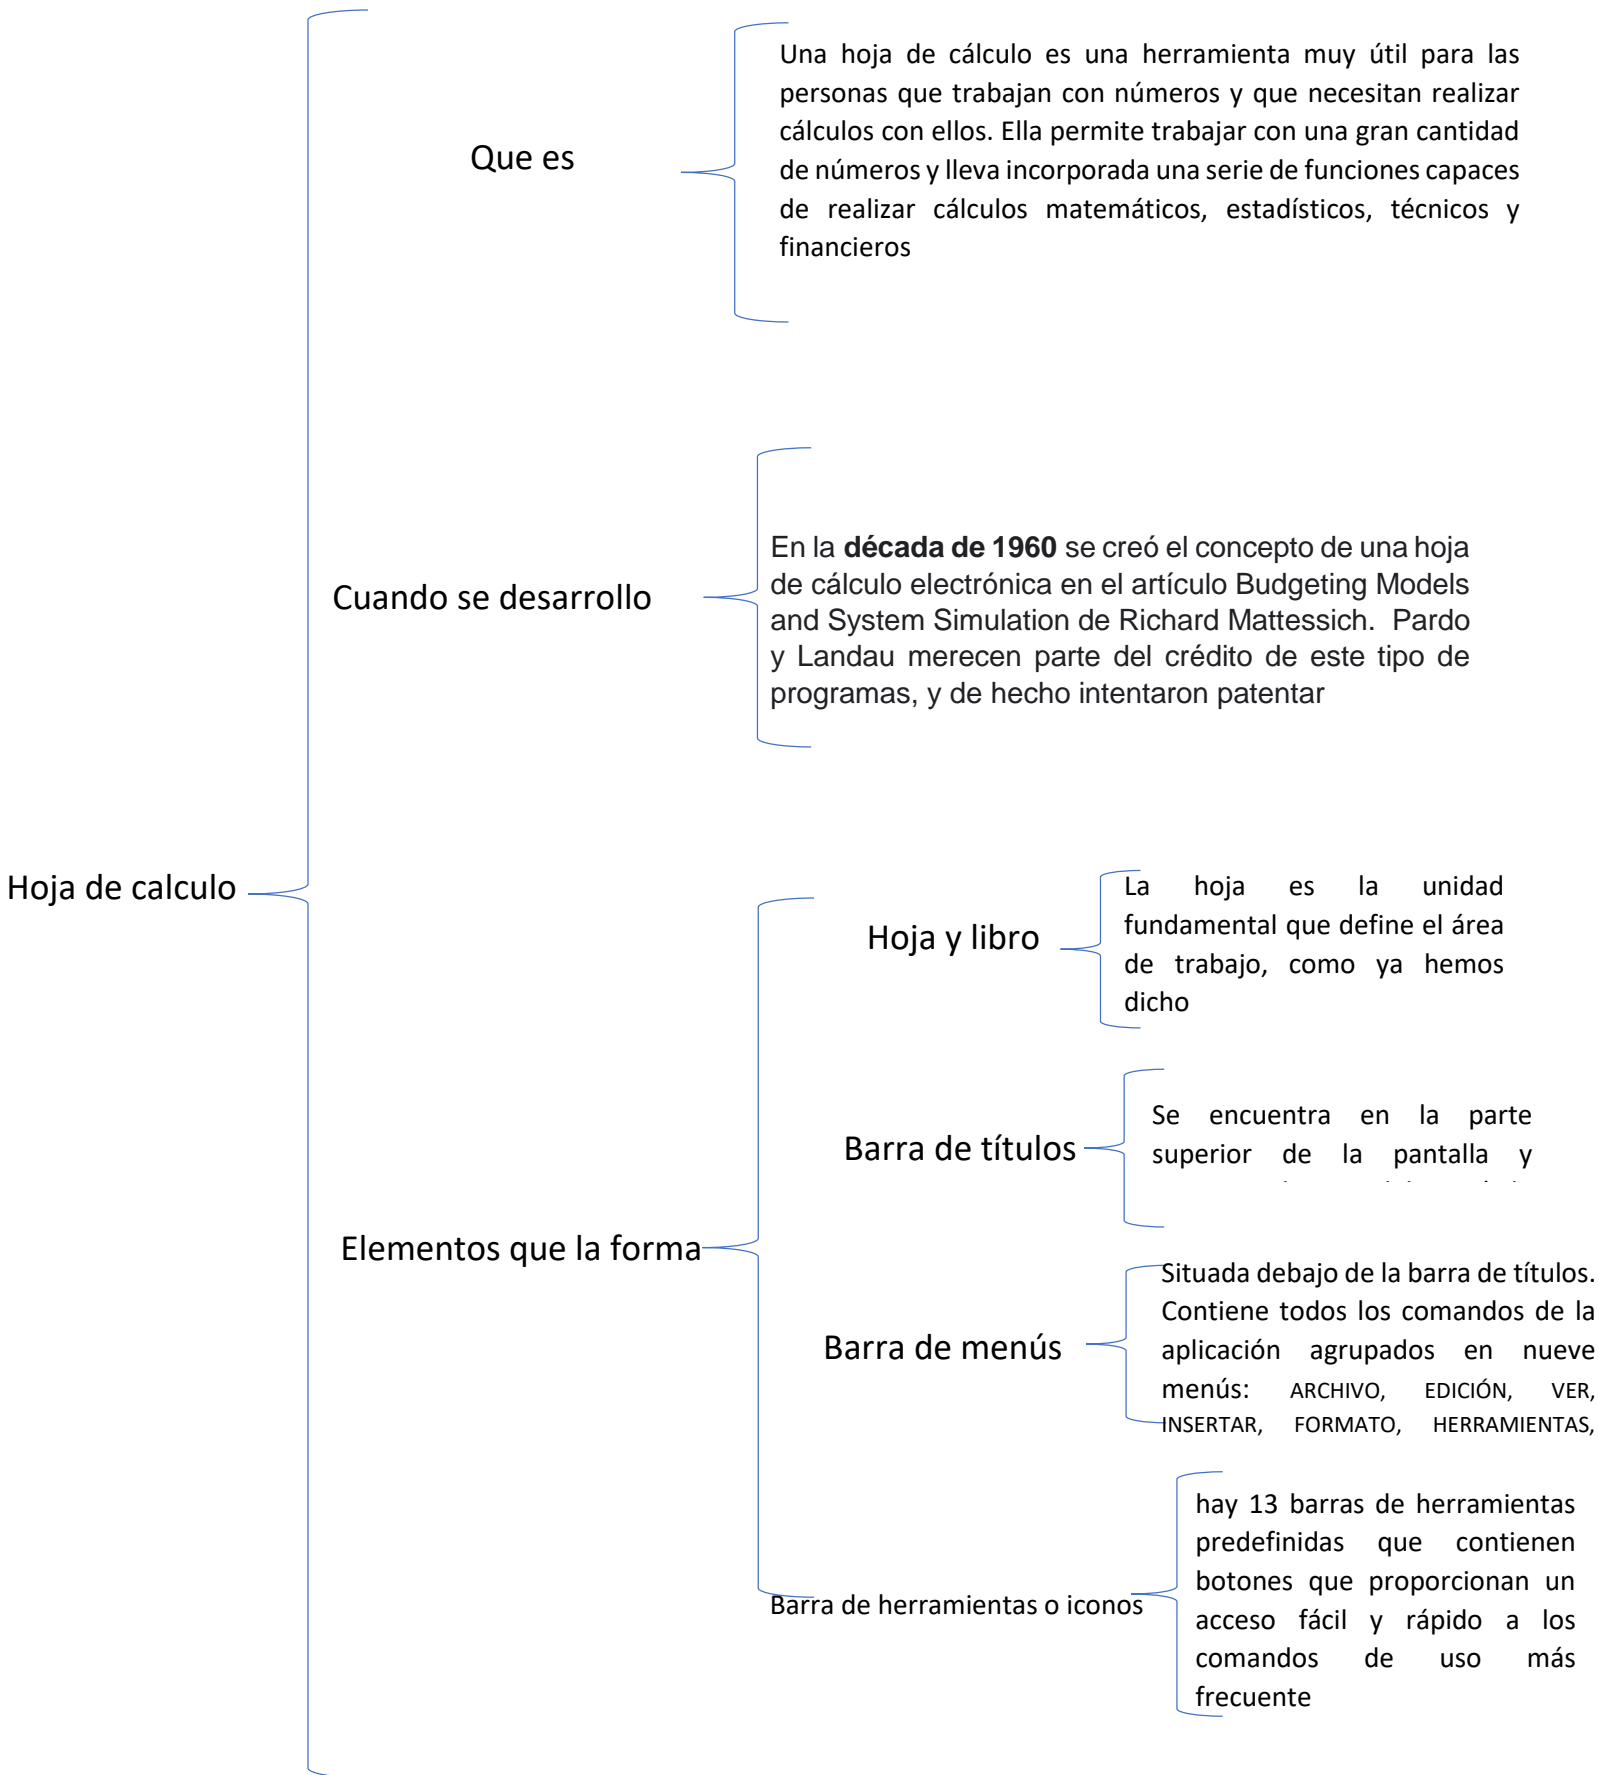 Hoja de calculo
Que es
Una hoja de cálculo es una herramienta muy útil para las
personas que trabajan con números y que necesitan realizar
cálculos con ellos. Ella permite trabajar con una gran cantidad
de números y lleva incorporada una serie de funciones capaces
de realizar cálculos matemáticos, estadísticos, técnicos y
financieros
Cuando se desarrollo
En la década de 1960 se creó el concepto de una hoja
de cálculo electrónica en el artículo Budgeting Models
and System Simulation de Richard Mattessich. Pardo
y Landau merecen parte del crédito de este tipo de
programas, y de hecho intentaron patentar
Elementos que la forma
Hoja y libro
La hoja es la unidad
fundamental que define el área
de trabajo, como ya hemos
dicho
Barra de títulos
Se encuentra en la parte
superior de la pantalla y
Barra de menús
Situada debajo de la barra de títulos.
Contiene todos los comandos de la
aplicación agrupados en nueve
menús: ARCHIVO, EDICIÓN, VER,
INSERTAR, FORMATO, HERRAMIENTAS,
Barra de herramientas o iconos
hay 13 barras de herramientas
predefinidas que contienen
botones que proporcionan un
acceso fácil y rápido a los
comandos de uso más
frecuente